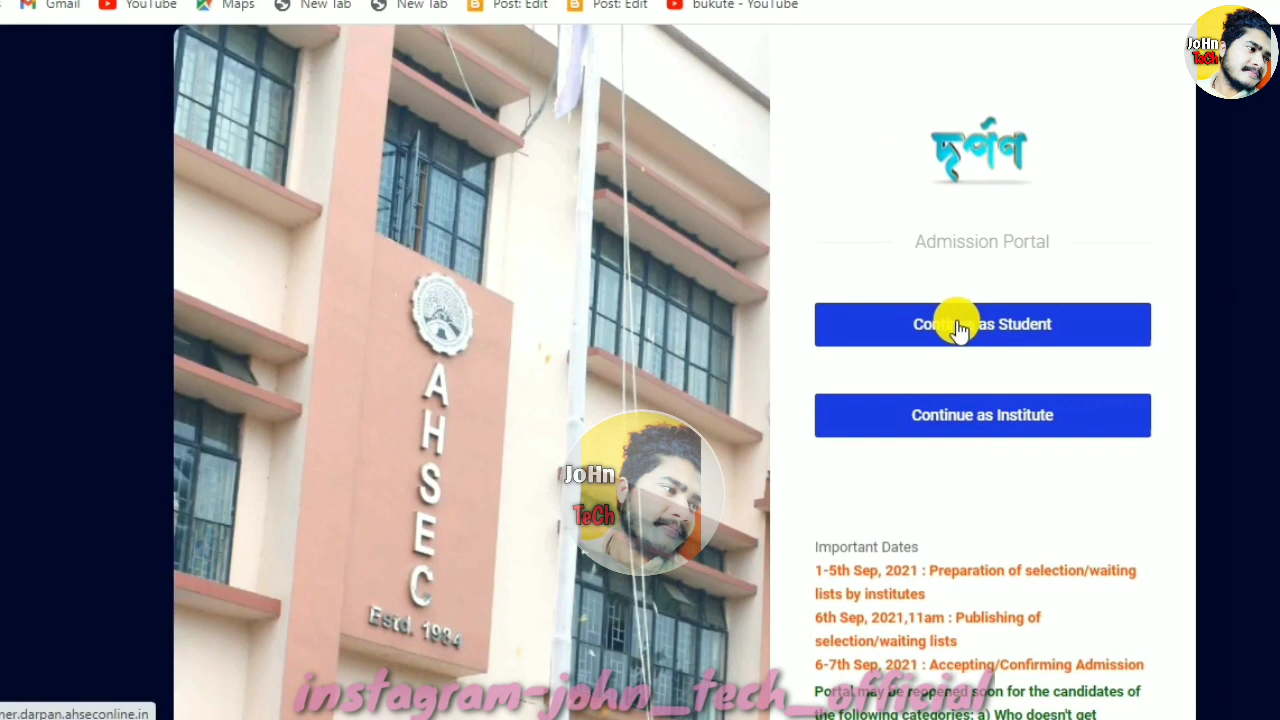 Gmail YouTube Maps New Tab New Tab Post: Edit Post: Edit bukute - YouTube
JoHn
TeCh
দৰ্পণ
Admission Portal
Continue as Student
Continue as Institute
AHSEC
Estd. 1984
JoHn
TeCh
Important Dates
1-5th Sep, 2021 : Preparation of selection/waiting
lists by institutes
6th Sep, 2021,11am : Publishing of
selection/waiting lists
6-7th Sep, 2021 : Accepting/Confirming Admission
Portal may be reopened soon for the candidates of
the following categories: a) Who doesn't get
instagram-john_tech_official
ner.darpan.ahseconline.in